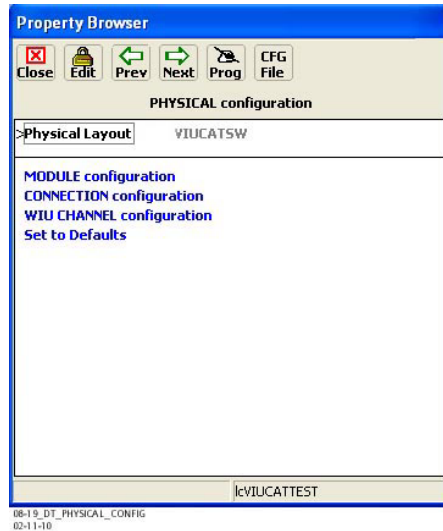 Property Browser
Close Edit Prev Next Prog CFG File
PHYSICAL configuration
>Physical Layout VIUCATSW
MODULE configuration
CONNECTION configuration
WIU CHANNEL configuration
Set to Defaults
lcVIUCATTEST
08-19_DT_PHYSICAL_CONFIG
02-11-10